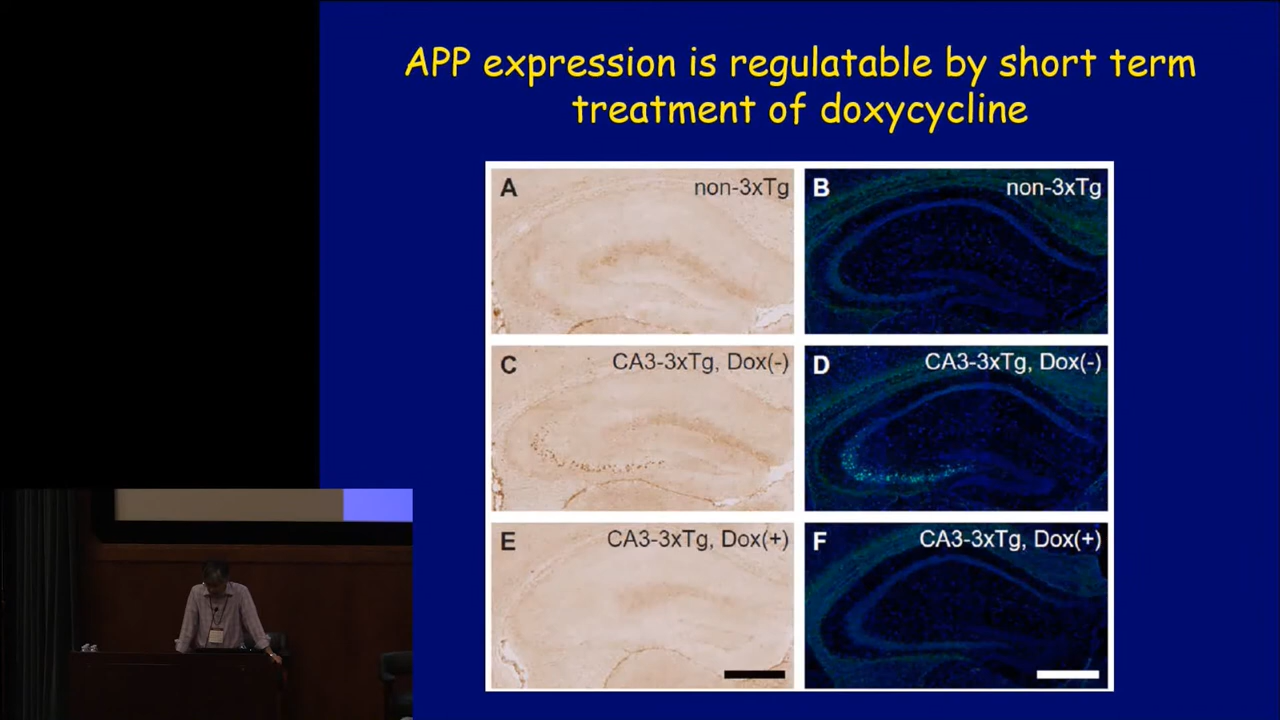 APP expression is regulatable by short term
treatment of doxycycline
A
non-3xTg
B
non-3xTg
C
CA3-3xTg, Dox(-)
D
CA3-3xTg, Dox(-)
E
CA3-3xTg, Dox(+)
F
CA3-3xTg, Dox(+)